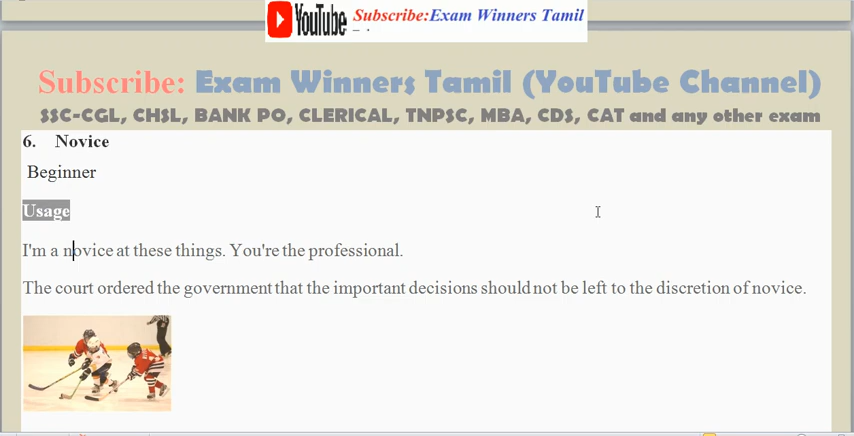 YouTube Subscribe:Exam Winners Tamil
Subscribe: Exam Winners Tamil (YouTube Channel)
SSC-CGL, CHSL, BANK PO, CLERICAL, TNPSC, MBA, CDS, CAT and any other exam
6. Novice
Beginner
Usage
I'm a novice at these things. You're the professional.
The court ordered the government that the important decisions should not be left to the discretion of novice.